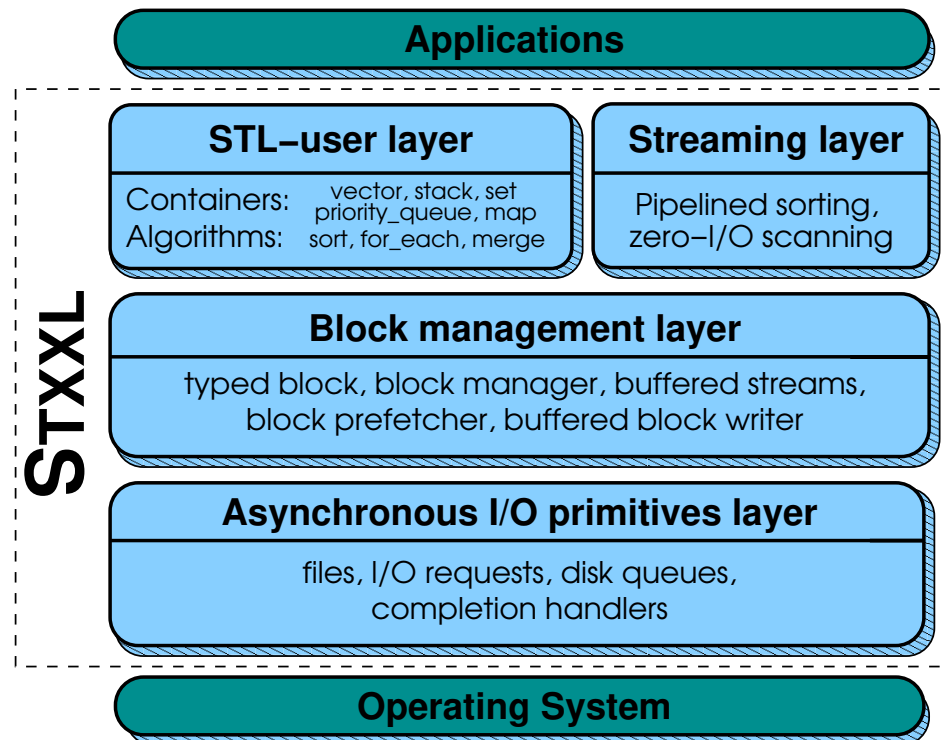 Applications
STL–user layer
Containers: vector, stack, set
priority_queue, map
Algorithms: sort, for_each, merge
Streaming layer
Pipelined sorting,
zero–I/O scanning
STXXL
Block management layer
typed block, block manager, buffered streams,
block prefetcher, buffered block writer
Asynchronous I/O primitives layer
files, I/O requests, disk queues,
completion handlers
Operating System